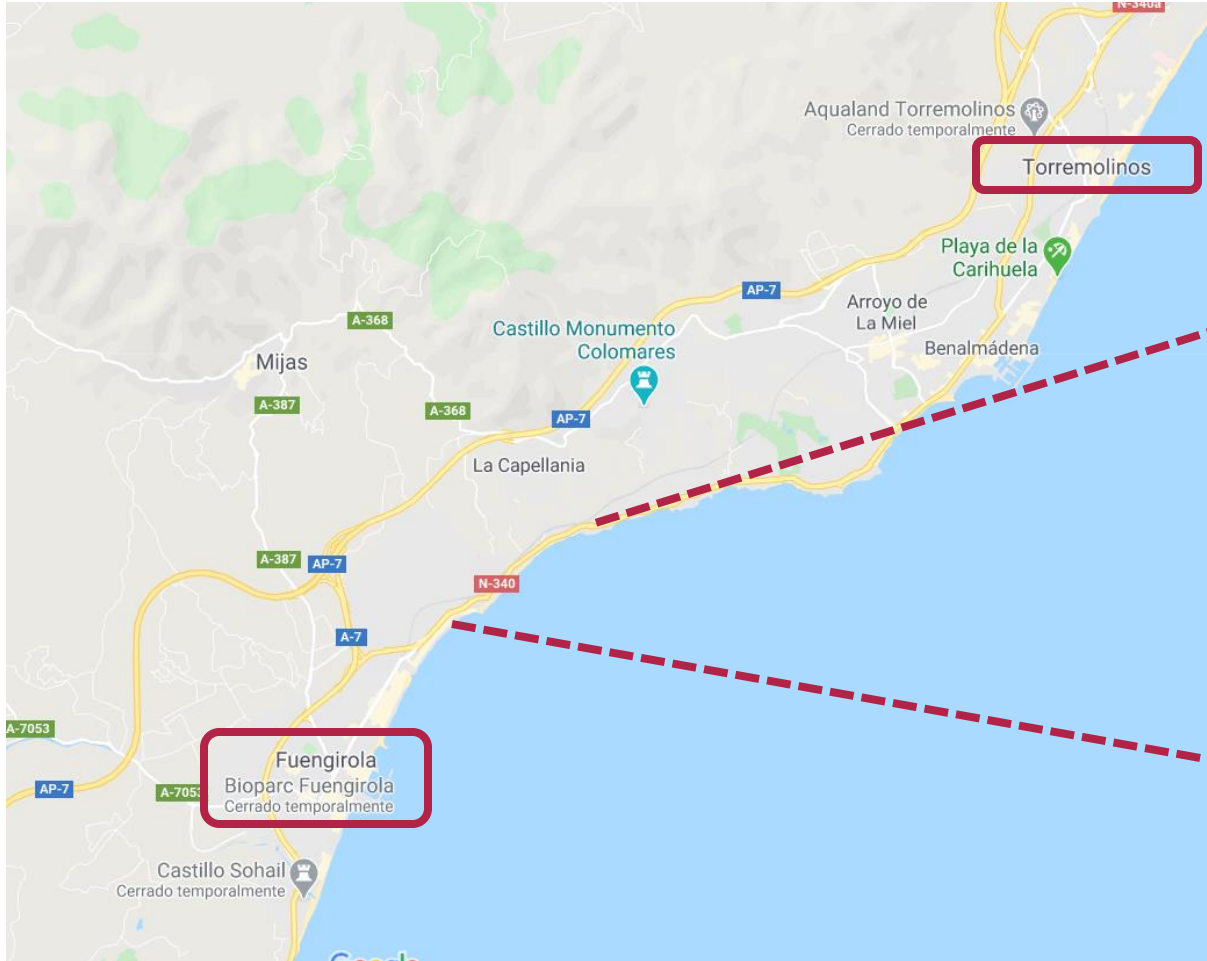 N-340a
Aqualand Torremolinos
Cerrado temporalmente
Torremolinos
Playa de la
Carihuela
AP-7
Arroyo de
La Miel
A-368
Castillo Monumento
Colomares
Benalmádena
Mijas
A-387
A-368
AP-7
La Capellania
A-387
AP-7
N-340
A-7
A-7053
Fuengirola
Bioparc Fuengirola
AP-7
A-7053
Cerrado temporalmente
Castillo Sohail
Cerrado temporalmente
Google